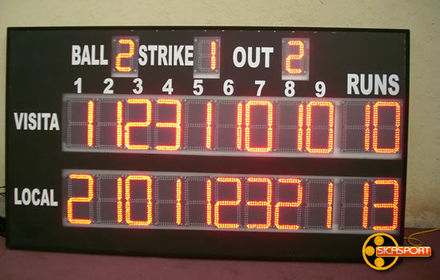 BALL 2 STRIKE 1 OUT 2
1 2 3 4 5 6 7 8 9 RUNS
VISITA 1 1 2 3 1 1 0 1 0 10
LOCAL 2 1 0 1 1 2 3 2 1 13
SICASPORT